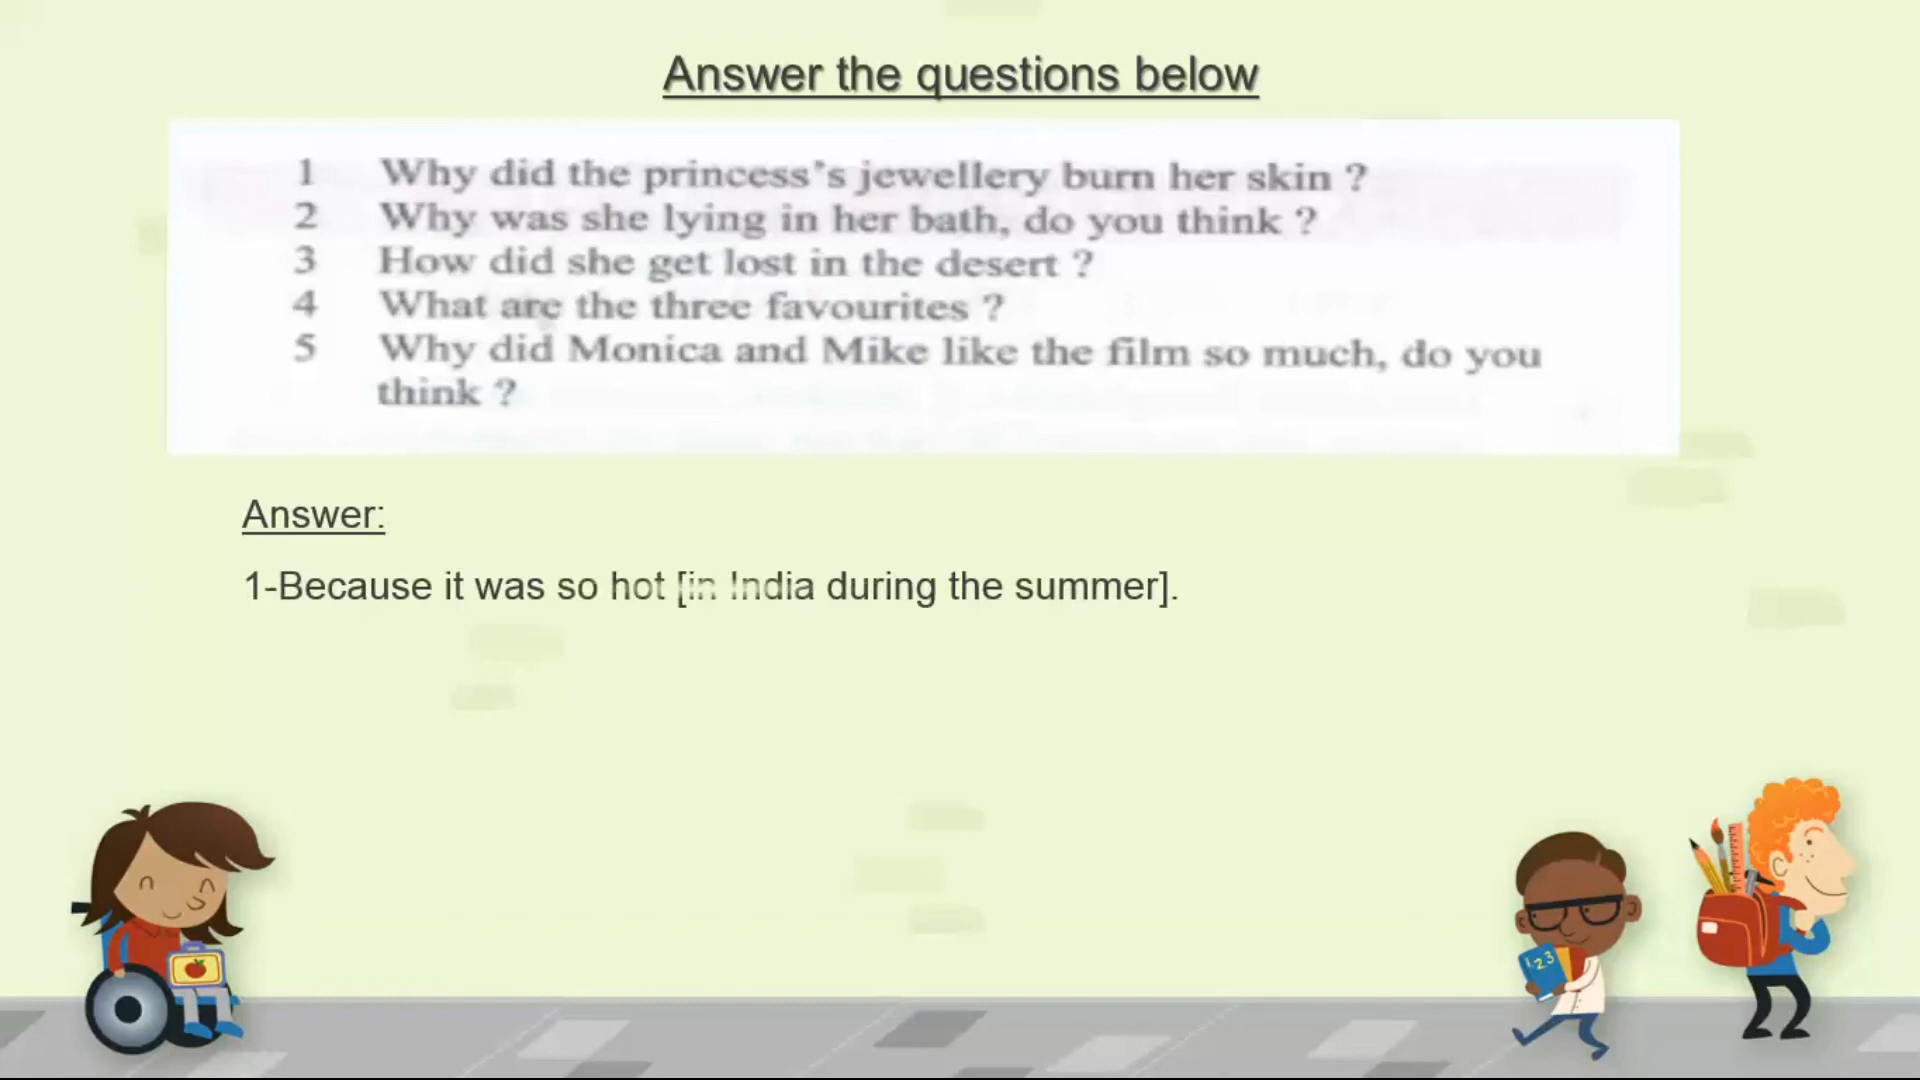 Answer the questions below
1 Why did the princess's jewellery burn her skin ?
2 Why was she lying in her bath, do you think ?
3 How did she get lost in the desert ?
4 What are the three favourites ?
5 Why did Monica and Mike like the film so much, do you
think ?
Answer:
1-Because it was so hot [in India during the summer].
123